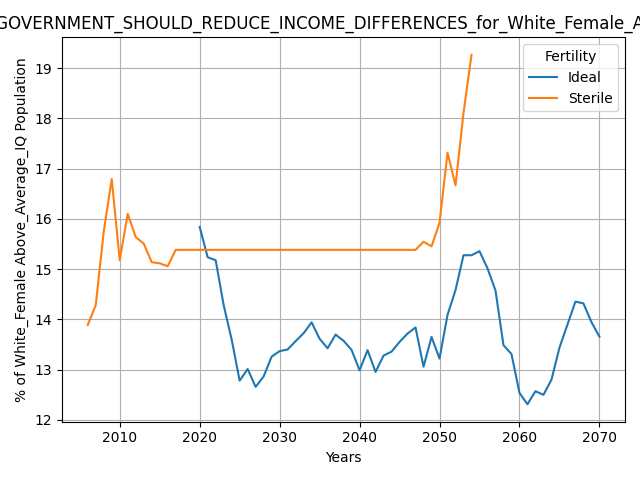 GOVERNMENT_SHOULD_REDUCE_INCOME_DIFFERENCES_for_White_Female_A
Fertility
Ideal
Sterile
% of White_Female Above_Average_IQ Population
19
18
17
16
15
14
13
12
2010
2020
2030
2040
2050
2060
2070
Years